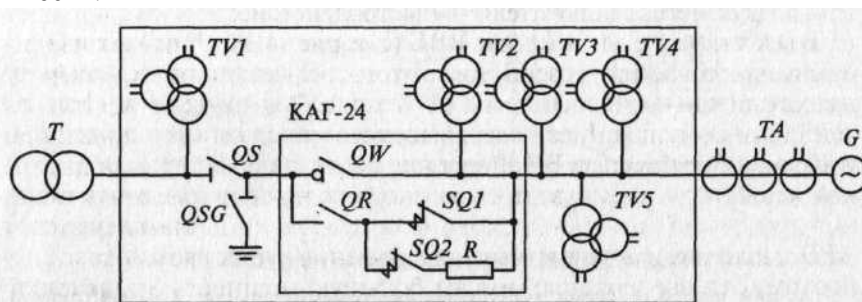 TV1
TV2 TV3 TV4
КАГ-24
T
QS
QW
TA
G
QSG
QR
SQ1
TV5
SQ2
R